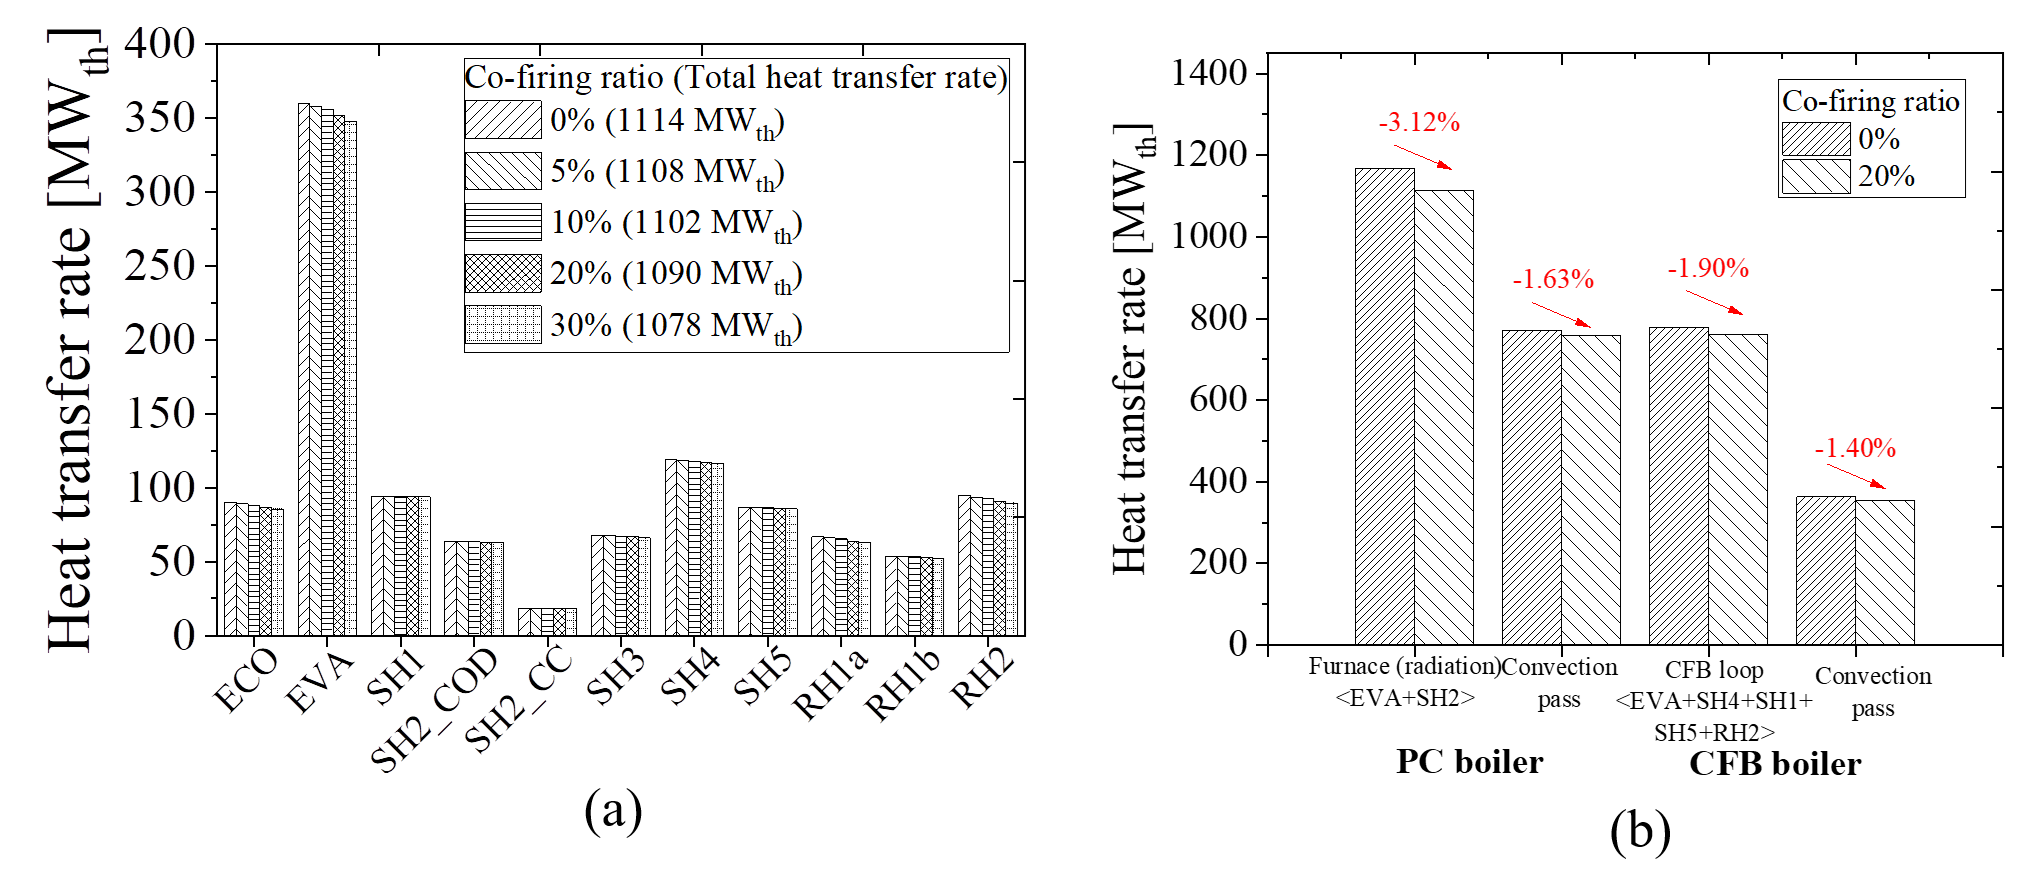 Heat transfer rate [MWth]
400
350
300
250
200
150
100
50
0
Co-firing ratio (Total heat transfer rate)
0% (1114 MWth)
5% (1108 MWth)
10% (1102 MWth)
20% (1090 MWth)
30% (1078 MWth)
ECO
EVA
SH1
SH2_COD
SH2_CC
SH3
SH4
SH5
RH1a
RH1b
RH2
(a)
Heat transfer rate [MWth]
1400
1200
1000
800
600
400
200
0
Co-firing ratio
0%
20%
-3.12%
-1.63%
-1.90%
-1.40%
Furnace (radiation)
<EVA+SH2>
Convection
pass
CFB loop
<EVA+SH4+SH1+
SH5+RH2>
Convection
pass
PC boiler
CFB boiler
(b)